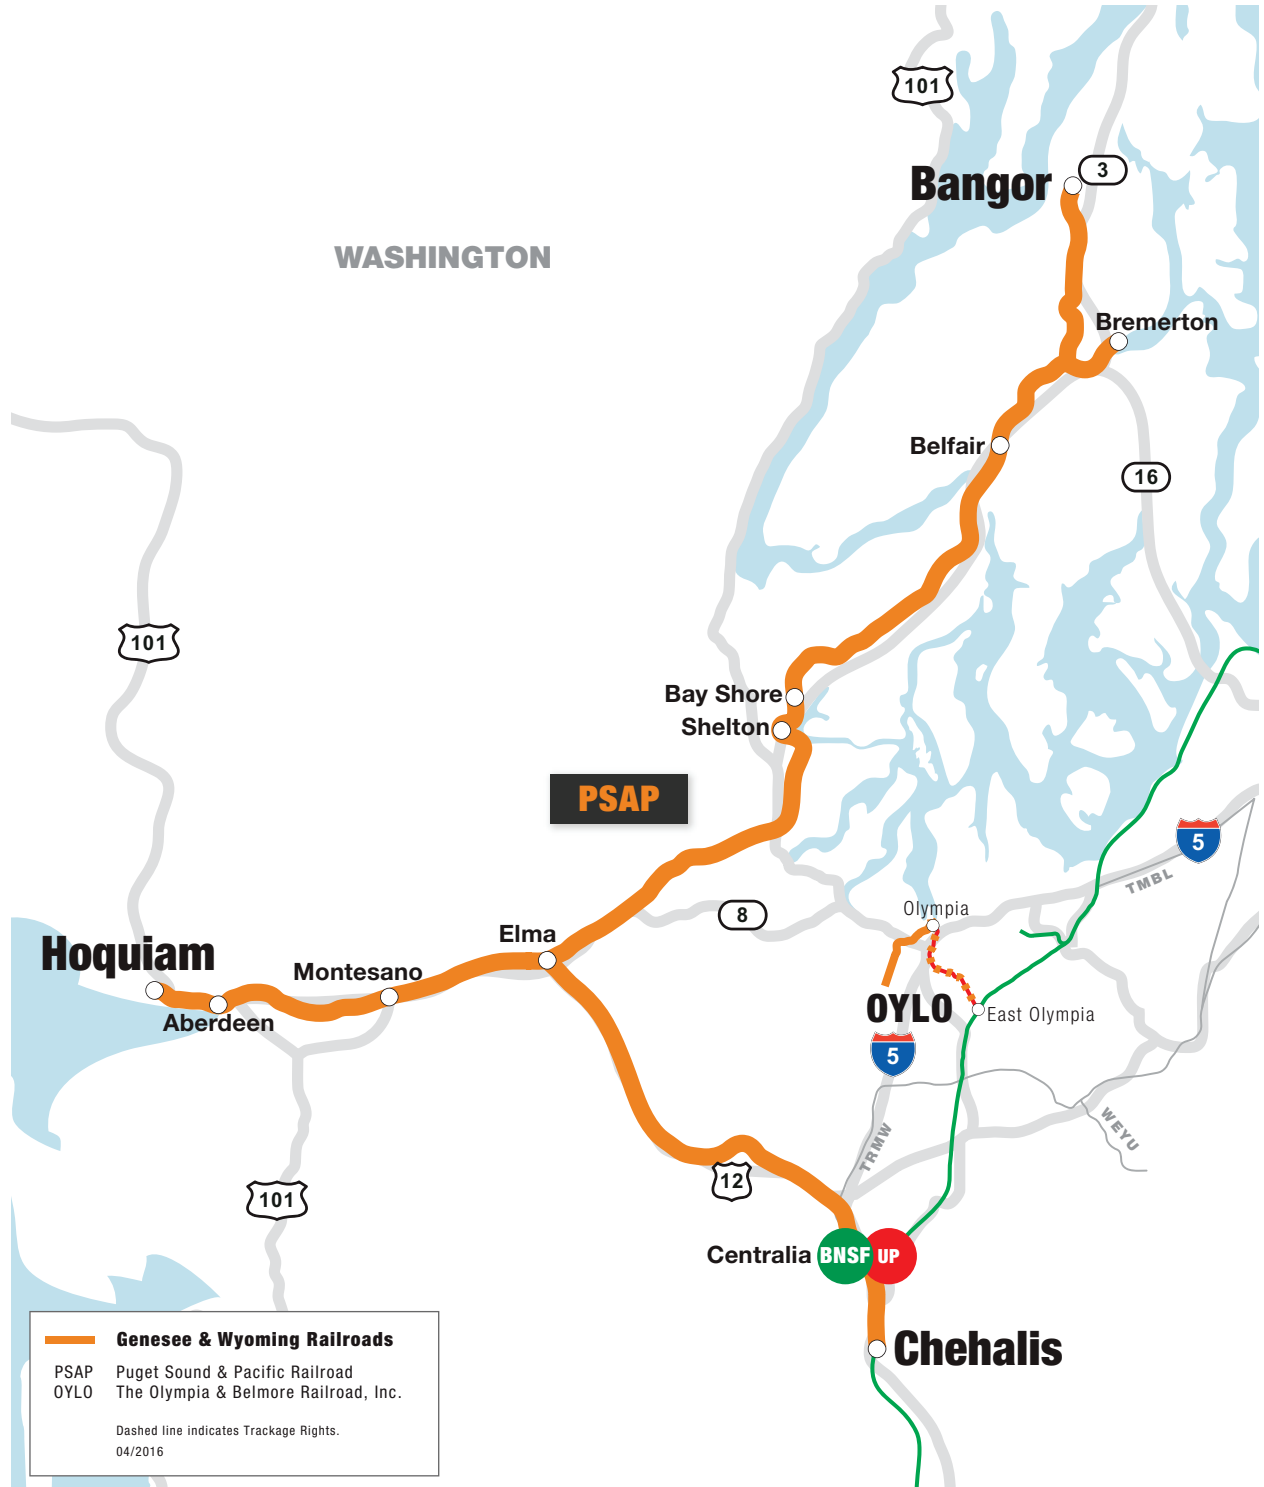 101
3
Bangor
WASHINGTON
Bremerton
Belfair
16
101
Bay Shore
Shelton
PSAP
5
TMBL
8
Olympia
Elma
Hoquiam
Montesano
OYLO
East Olympia
Aberdeen
5
WEYU
TRMW
12
101
Centralia
BNSF
UP
Chehalis
Genesee & Wyoming Railroads
PSAP Puget Sound & Pacific Railroad
OYLO The Olympia & Belmore Railroad, Inc.
Dashed line indicates Trackage Rights.
04/2016